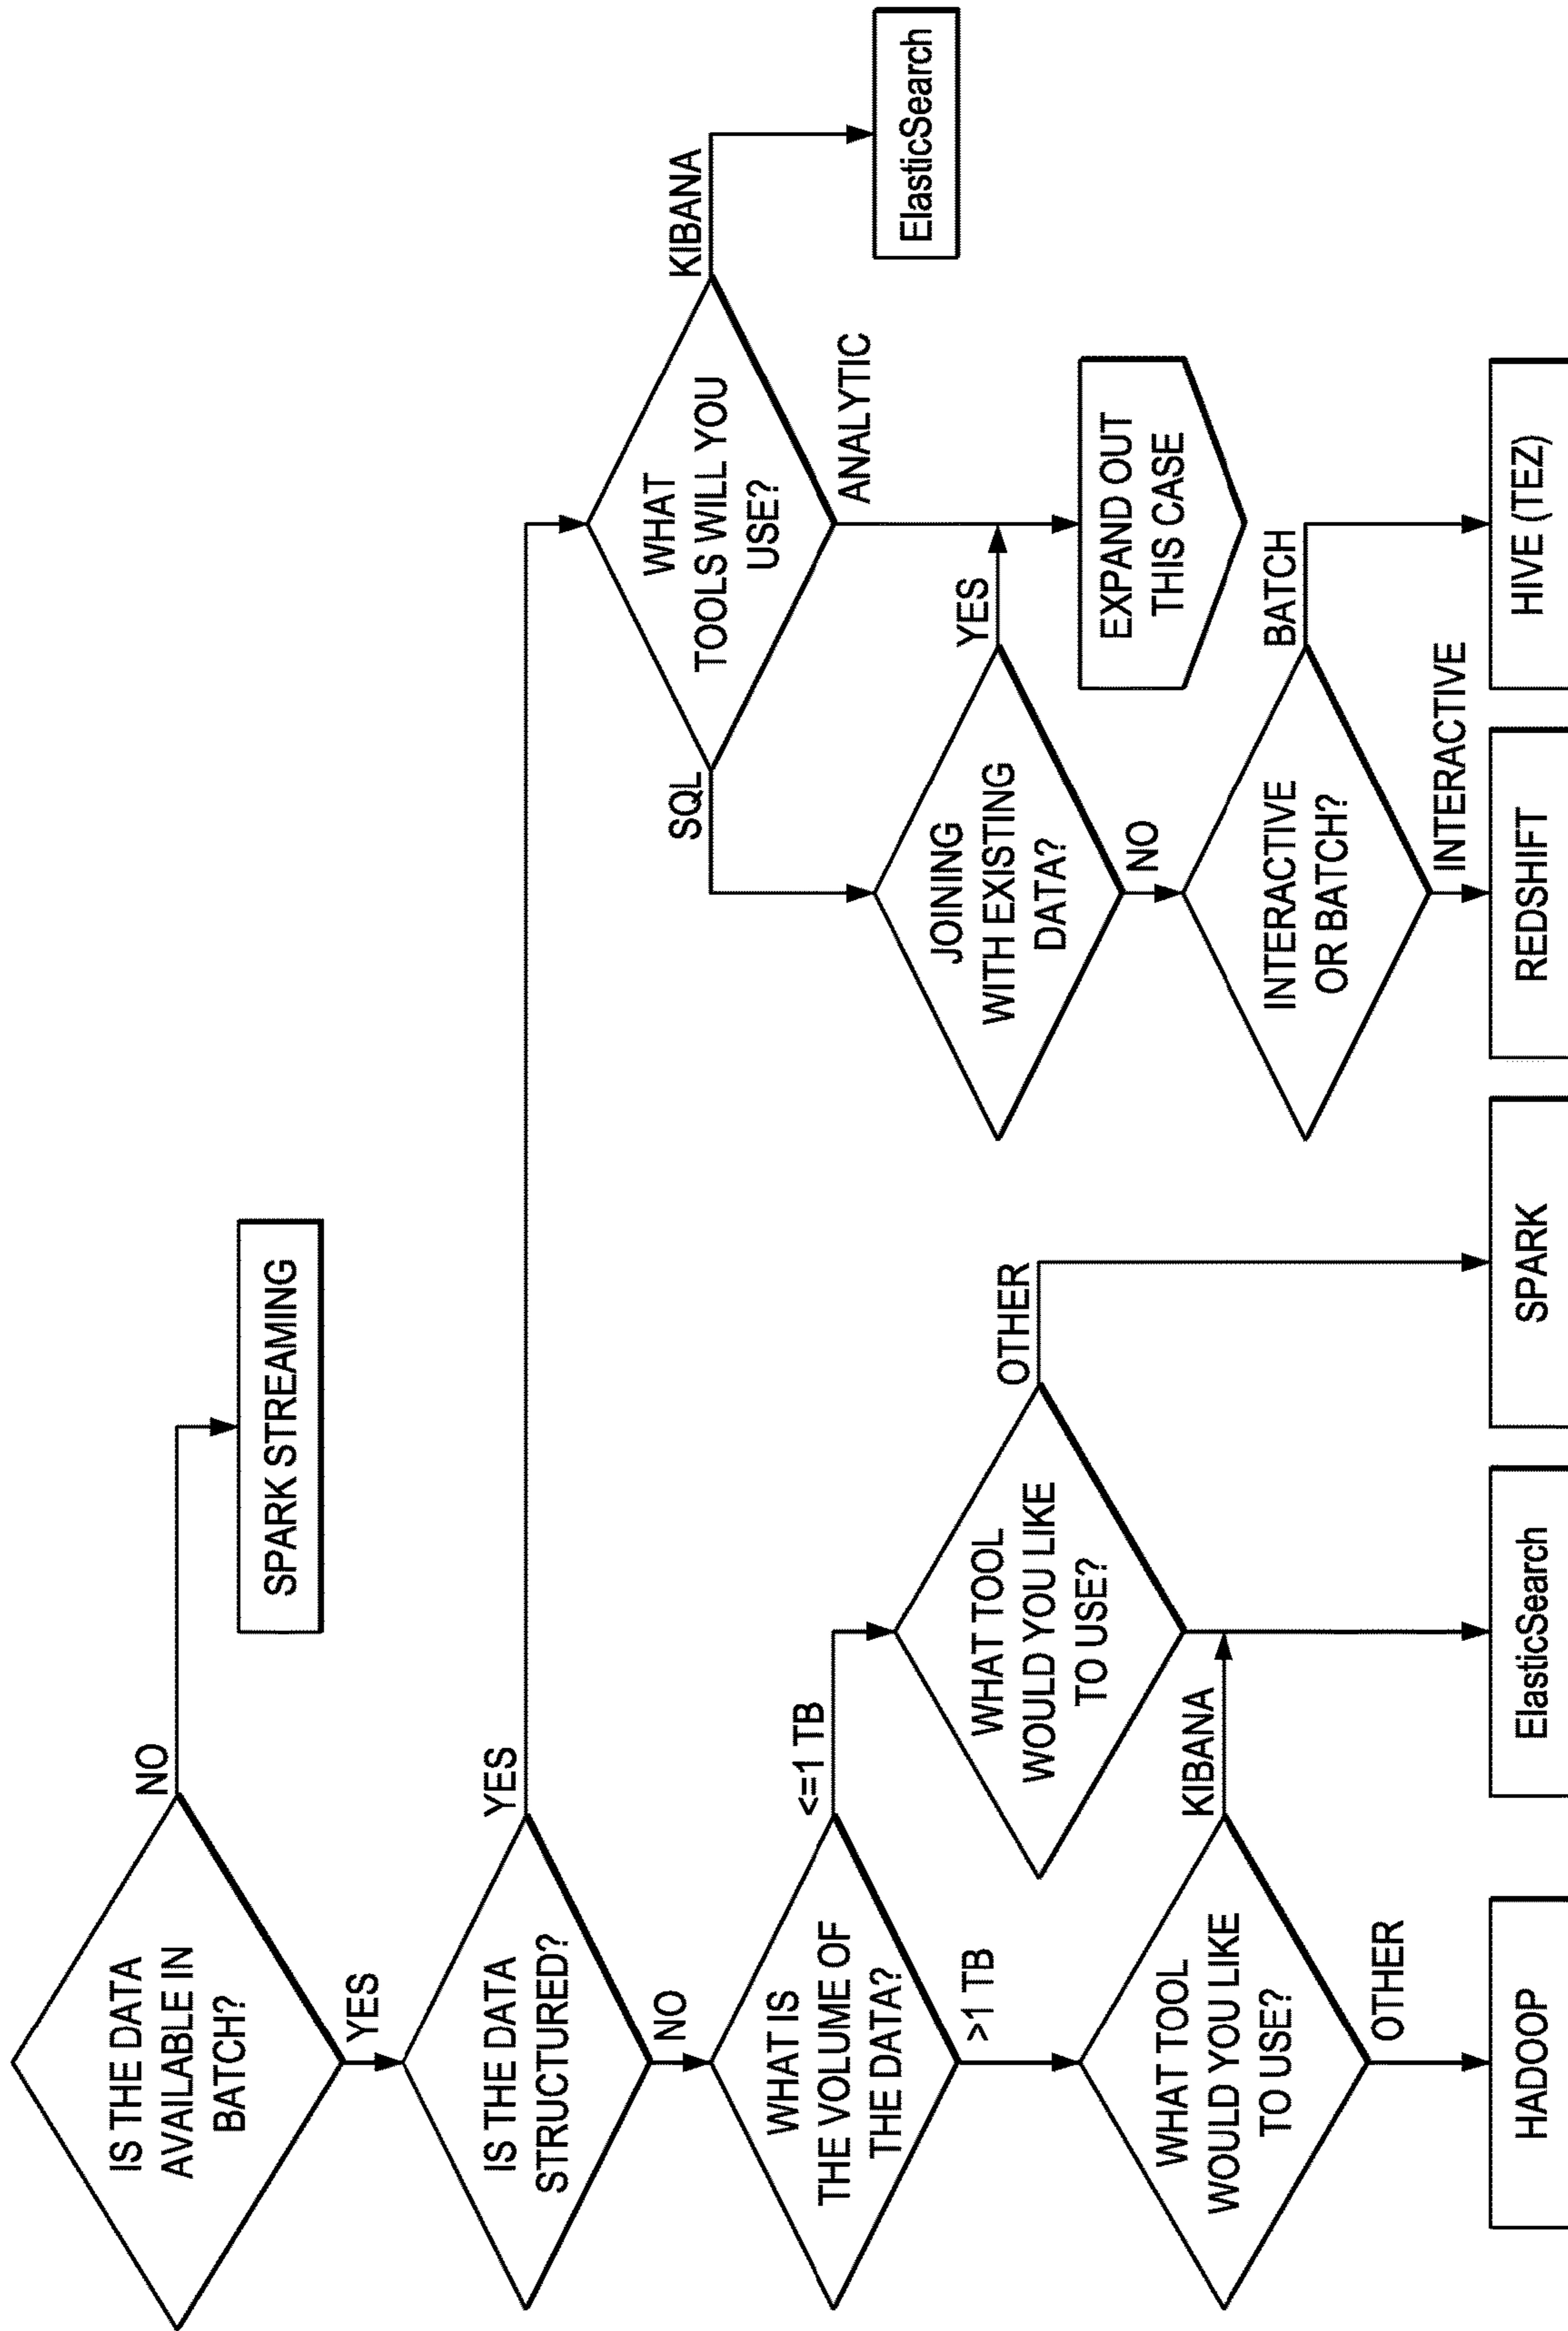 IS THE DATA
AVAILABLE IN
BATCH?
NO
SPARK STREAMING
YES
IS THE DATA
STRUCTURED?
YES
NO
WHAT
TOOLS WILL YOU
USE?
KIBANA
ElasticSearch
SQL
ANALYTIC
WHAT IS
THE VOLUME OF
THE DATA?
<=1 TB
>1 TB
WHAT TOOL
WOULD YOU LIKE
TO USE?
OTHER
JOINING
WITH EXISTING
DATA?
YES
NO
EXPAND OUT
THIS CASE
WHAT TOOL
WOULD YOU LIKE
TO USE?
KIBANA
OTHER
INTERACTIVE
OR BATCH?
BATCH
INTERACTIVE
HADOOP
ElasticSearch
SPARK
REDSHIFT
HIVE (TEZ)